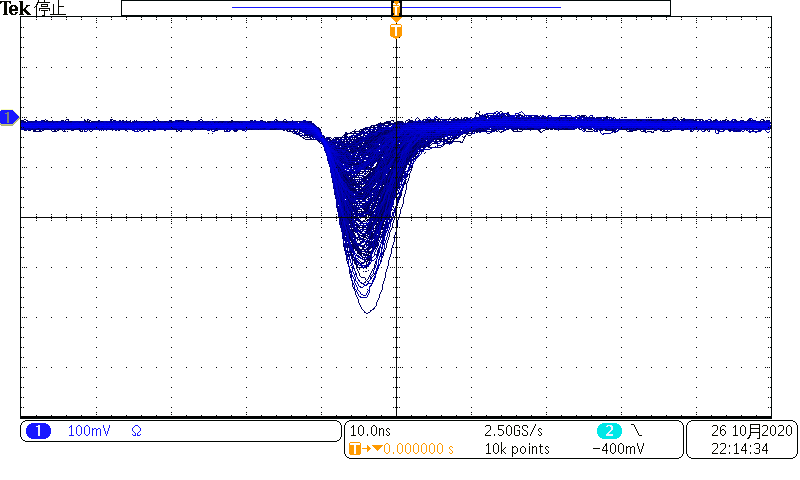 Tek 停止
T
T
1
1 100mV Ω
10.0ns 2.50GS/s 2
T→▼0.000000 s 10k points −400mV
26 10月2020
22:14:34